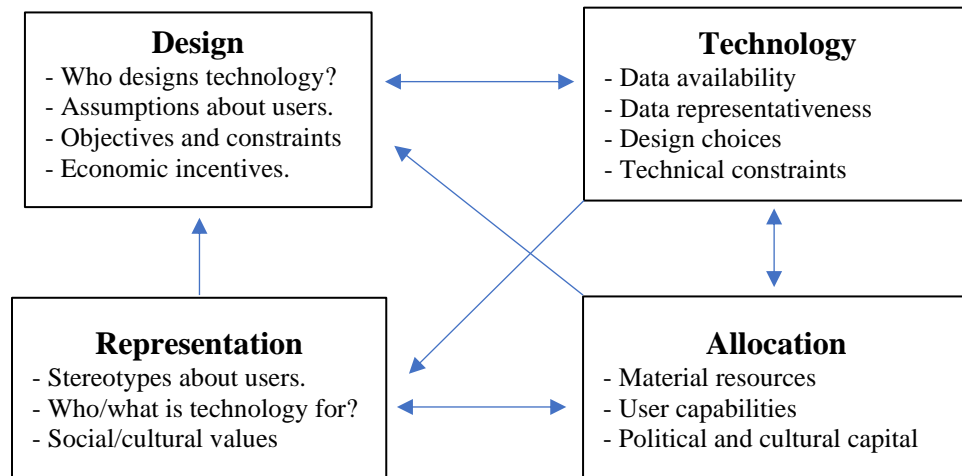 Design
- Who designs technology?
- Assumptions about users.
- Objectives and constraints
- Economic incentives.
Technology
- Data availability
- Data representativeness
- Design choices
- Technical constraints
Representation
- Stereotypes about users.
- Who/what is technology for?
- Social/cultural values
Allocation
- Material resources
- User capabilities
- Political and cultural capital